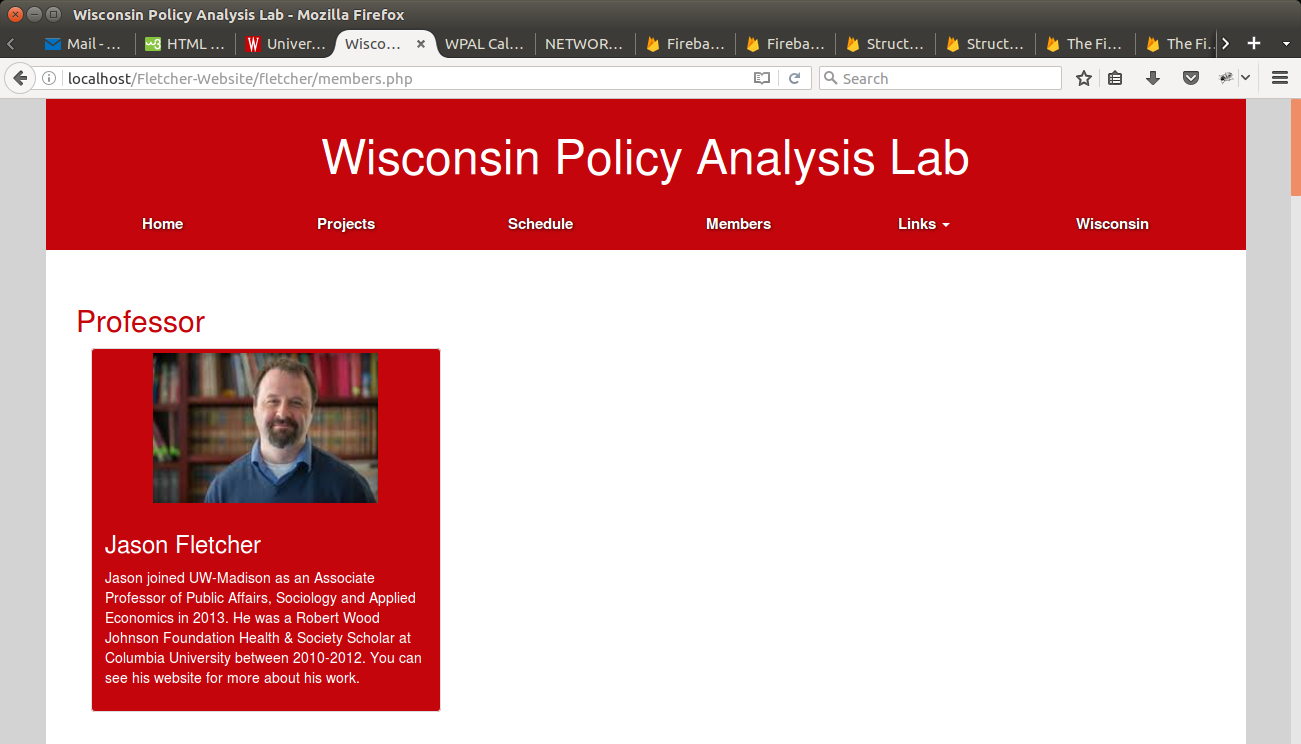 Wisconsin Policy Analysis Lab - Mozilla Firefox
Mail - ...
HTML ...
Univer...
Wisco...
WPAL Cal...
NETWOR...
Fireba...
Fireba...
Struct...
Struct...
The Fi...
The Fi...
localhost/Fletcher-Website/fletcher/members.php
Search
Wisconsin Policy Analysis Lab
Home
Projects
Schedule
Members
Links
Wisconsin
Professor
Jason Fletcher
Jason joined UW-Madison as an Associate
Professor of Public Affairs, Sociology and Applied
Economics in 2013. He was a Robert Wood
Johnson Foundation Health & Society Scholar at
Columbia University between 2010-2012. You can
see his website for more about his work.